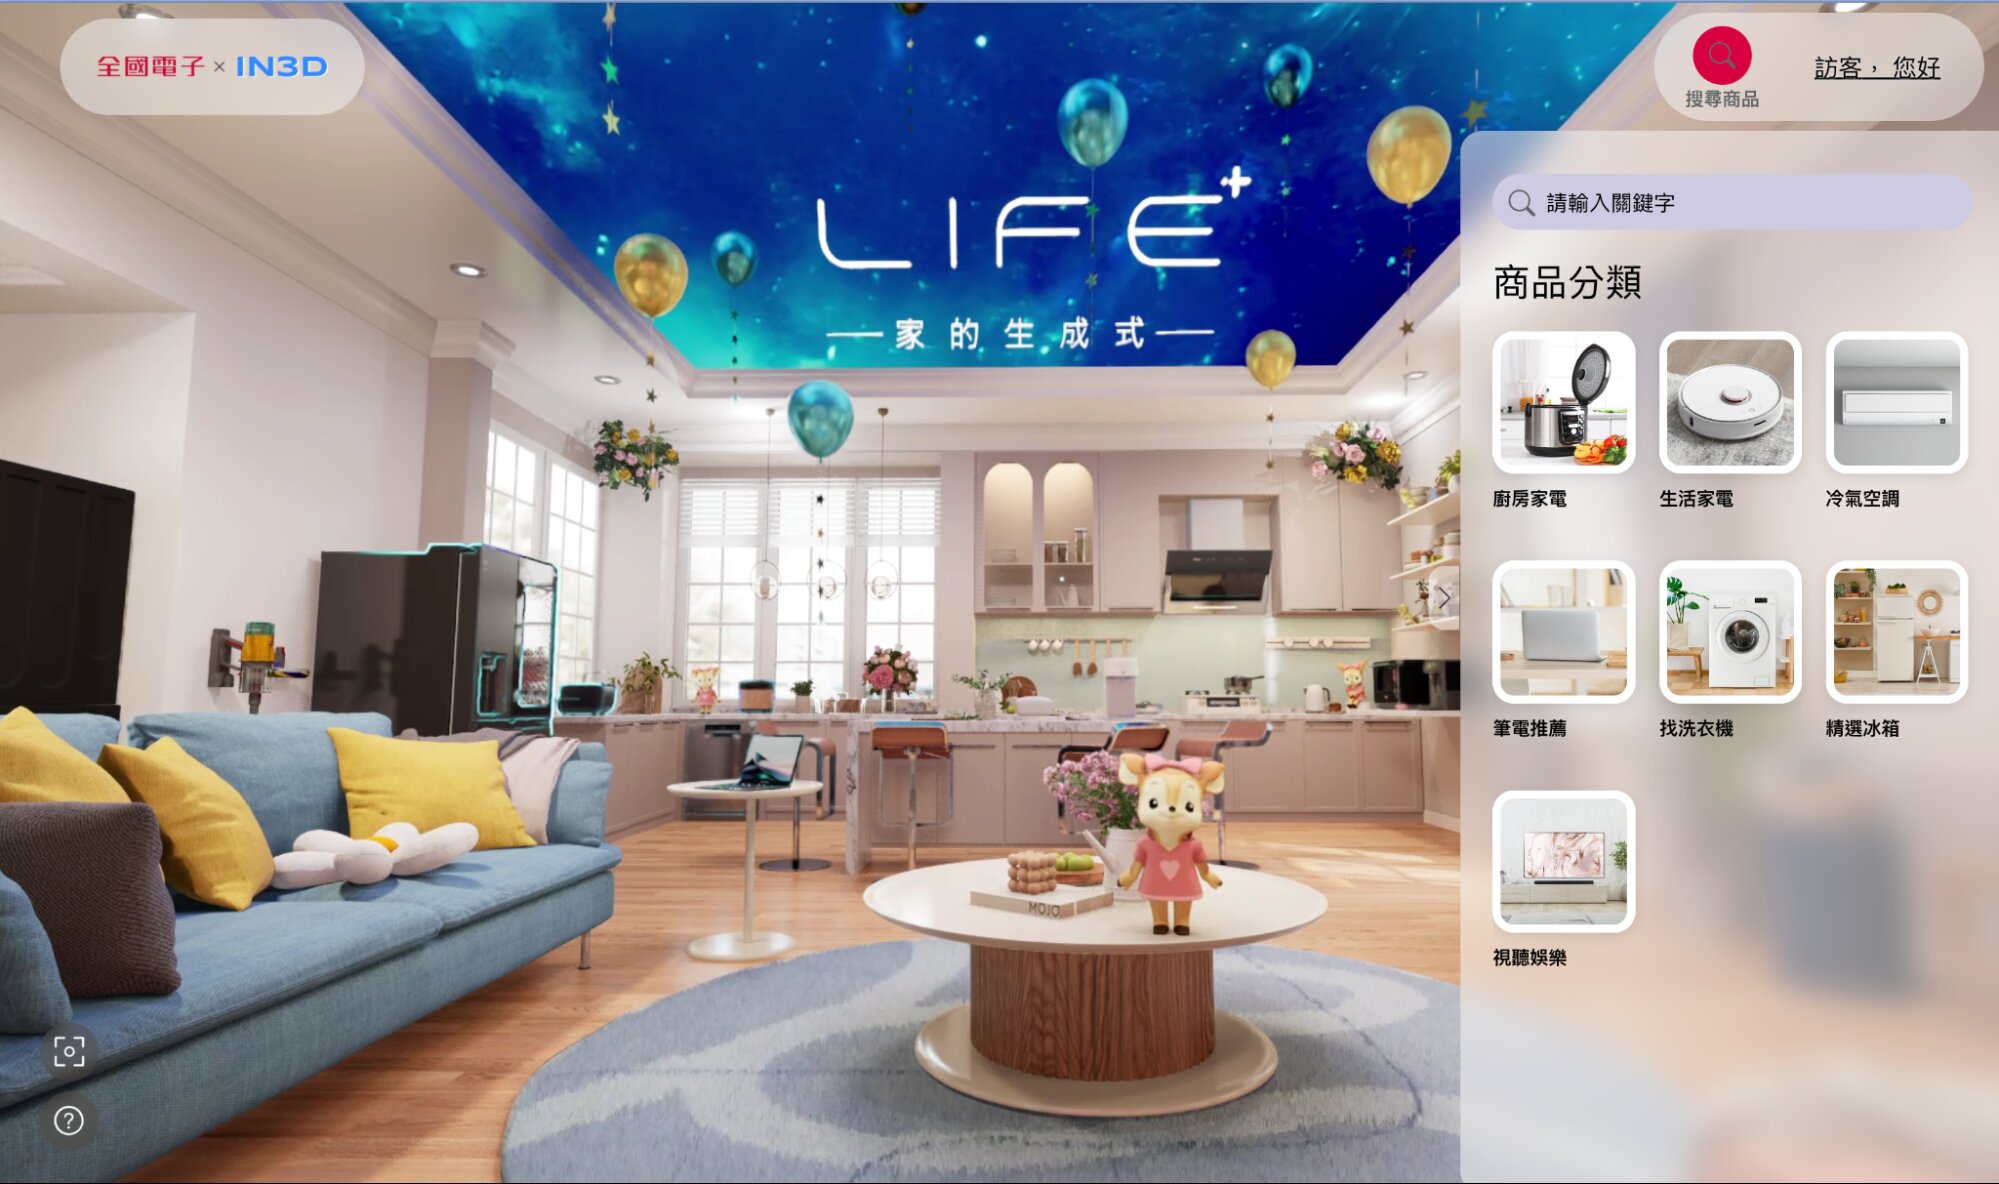 全國電子 × IN3D
搜尋商品
訪客， 您好
LIFE+
家的生成式
請輸入關鍵字
商品分類
廚房家電
生活家電
冷氣空調
筆電推薦
找洗衣機
精選冰箱
視聽娛樂
MOJO
?